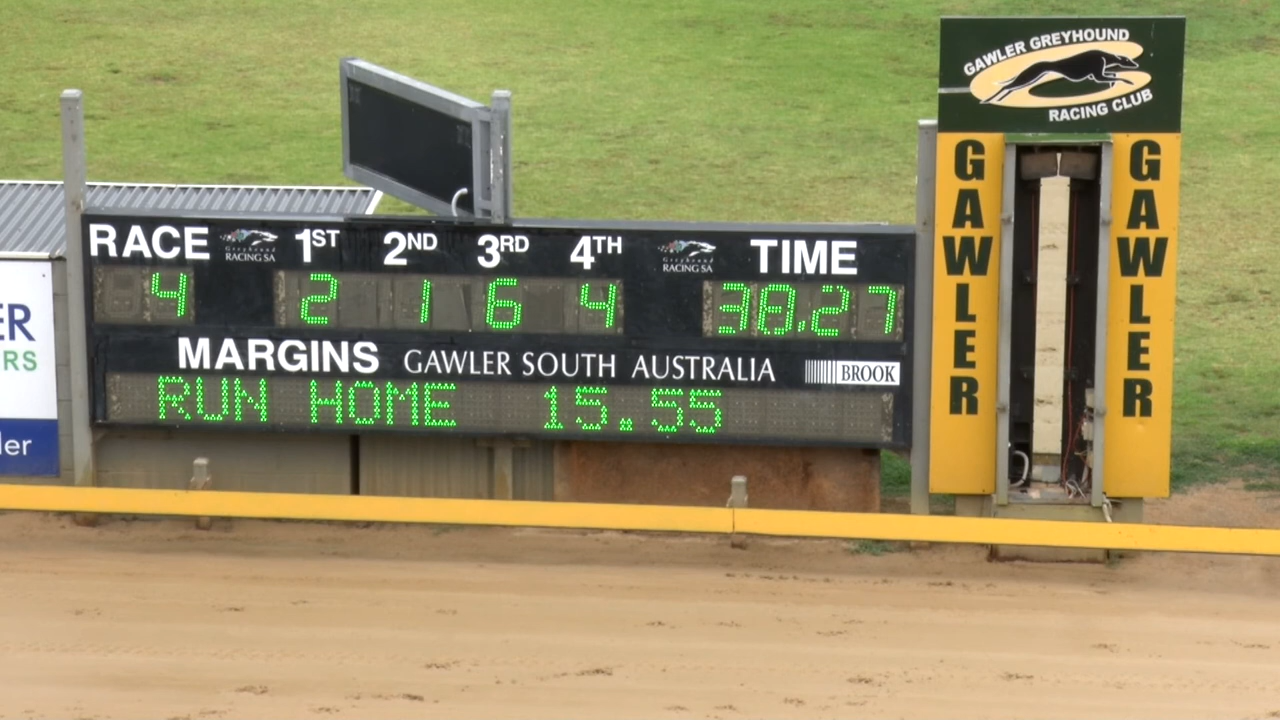 GAWLER GREYHOUND
RACING CLUB
GAWLER
GAWLER
RACE
Greyhound
RACING SA
1ST
2ND
3RD
4TH
Greyhound
RACING SA
TIME
4
2
1
6
4
38.27
MARGINS
GAWLER SOUTH AUSTRALIA
BROOK
RUN HOME 15.55
ER
RS
ler